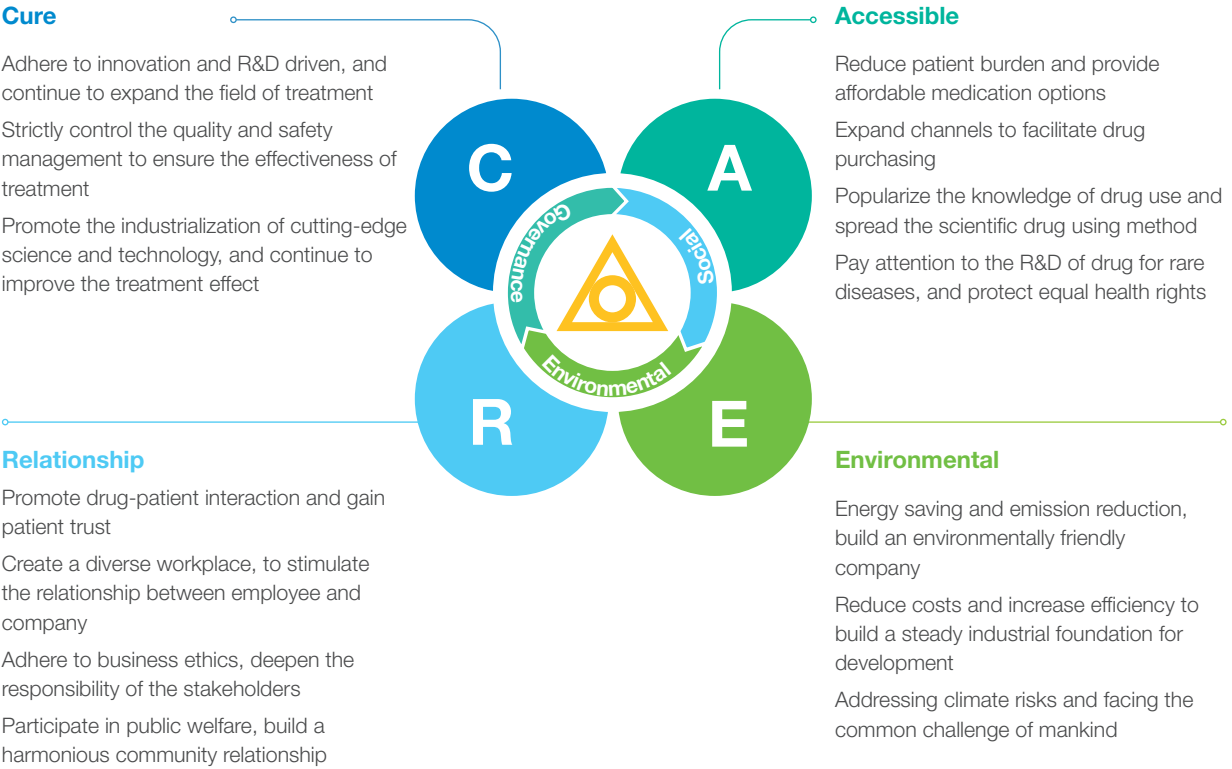 Cure
Adhere to innovation and R&D driven, and
continue to expand the field of treatment
Strictly control the quality and safety
management to ensure the effectiveness of
treatment
Promote the industrialization of cutting-edge
science and technology, and continue to
improve the treatment effect
Accessible
Reduce patient burden and provide
affordable medication options
Expand channels to facilitate drug
purchasing
Popularize the knowledge of drug use and
spread the scientific drug using method
Pay attention to the R&D of drug for rare
diseases, and protect equal health rights
C
A
Governance
Social
Environmental
R
E
Relationship
Promote drug-patient interaction and gain
patient trust
Create a diverse workplace, to stimulate
the relationship between employee and
company
Adhere to business ethics, deepen the
responsibility of the stakeholders
Participate in public welfare, build a
harmonious community relationship
Environmental
Energy saving and emission reduction,
build an environmentally friendly
company
Reduce costs and increase efficiency to
build a steady industrial foundation for
development
Addressing climate risks and facing the
common challenge of mankind